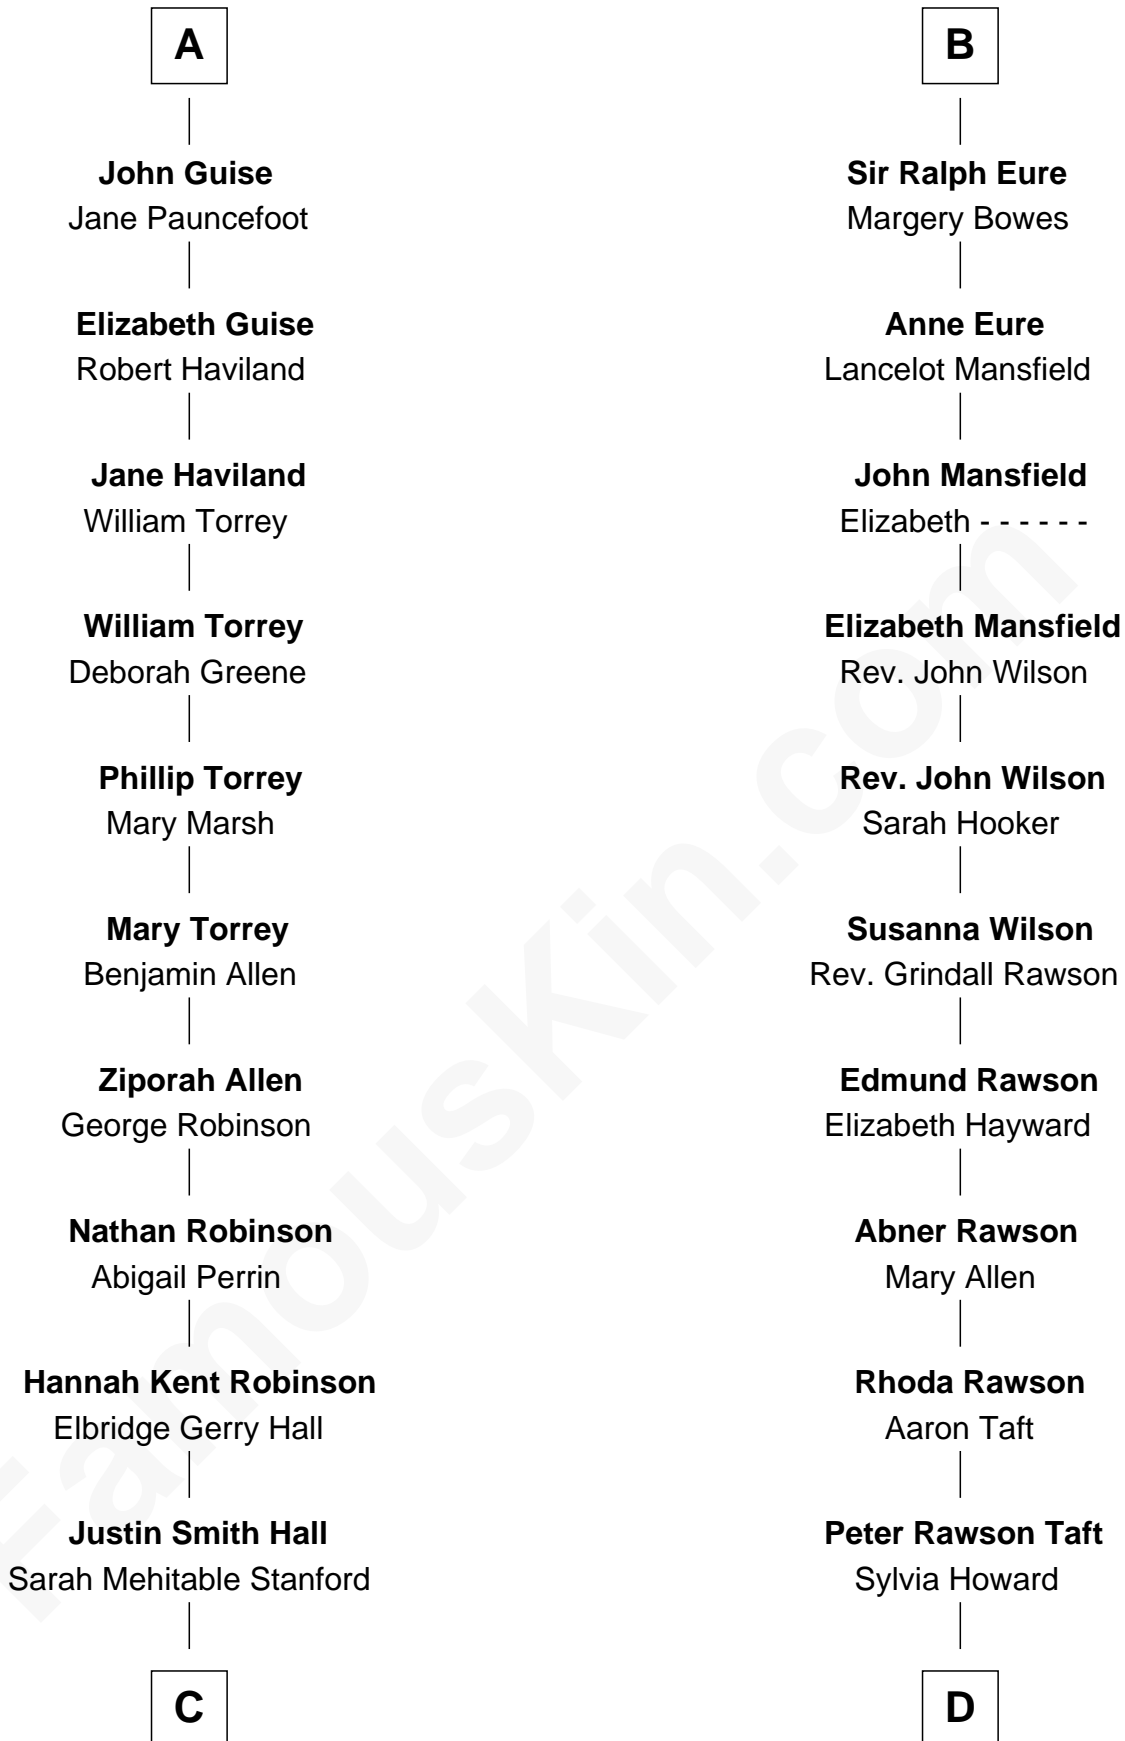 A
B
John Guise
Jane Pauncefoot
Sir Ralph Eure
Margery Bowes
Elizabeth Guise
Robert Haviland
Anne Eure
Lancelot Mansfield
Jane Haviland
William Torrey
John Mansfield
Elizabeth - - - - - -
William Torrey
Deborah Greene
Elizabeth Mansfield
Rev. John Wilson
Phillip Torrey
Mary Marsh
Rev. John Wilson
Sarah Hooker
Mary Torrey
Benjamin Allen
Susanna Wilson
Rev. Grindall Rawson
Ziporah Allen
George Robinson
Edmund Rawson
Elizabeth Hayward
Nathan Robinson
Abigail Perrin
Abner Rawson
Mary Allen
Hannah Kent Robinson
Elbridge Gerry Hall
Rhoda Rawson
Aaron Taft
Justin Smith Hall
Sarah Mehitable Stanford
Peter Rawson Taft
Sylvia Howard
C
D
FamousKin.com